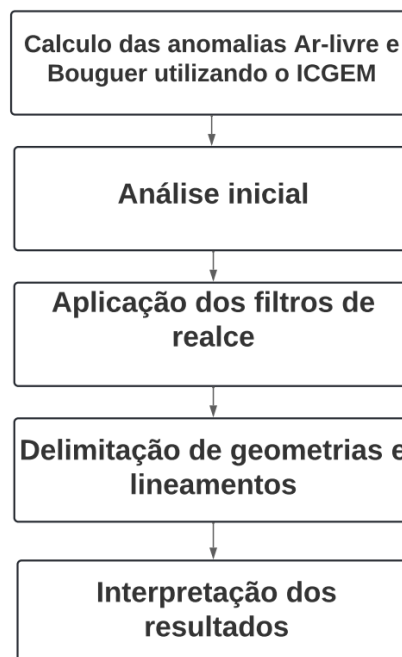 Calculo das anomalias Ar-livre e
Bouguer utilizando o ICGEM
Análise inicial
Aplicação dos filtros de
realce
Delimitação de geometrias e
lineamentos
Interpretação dos
resultados